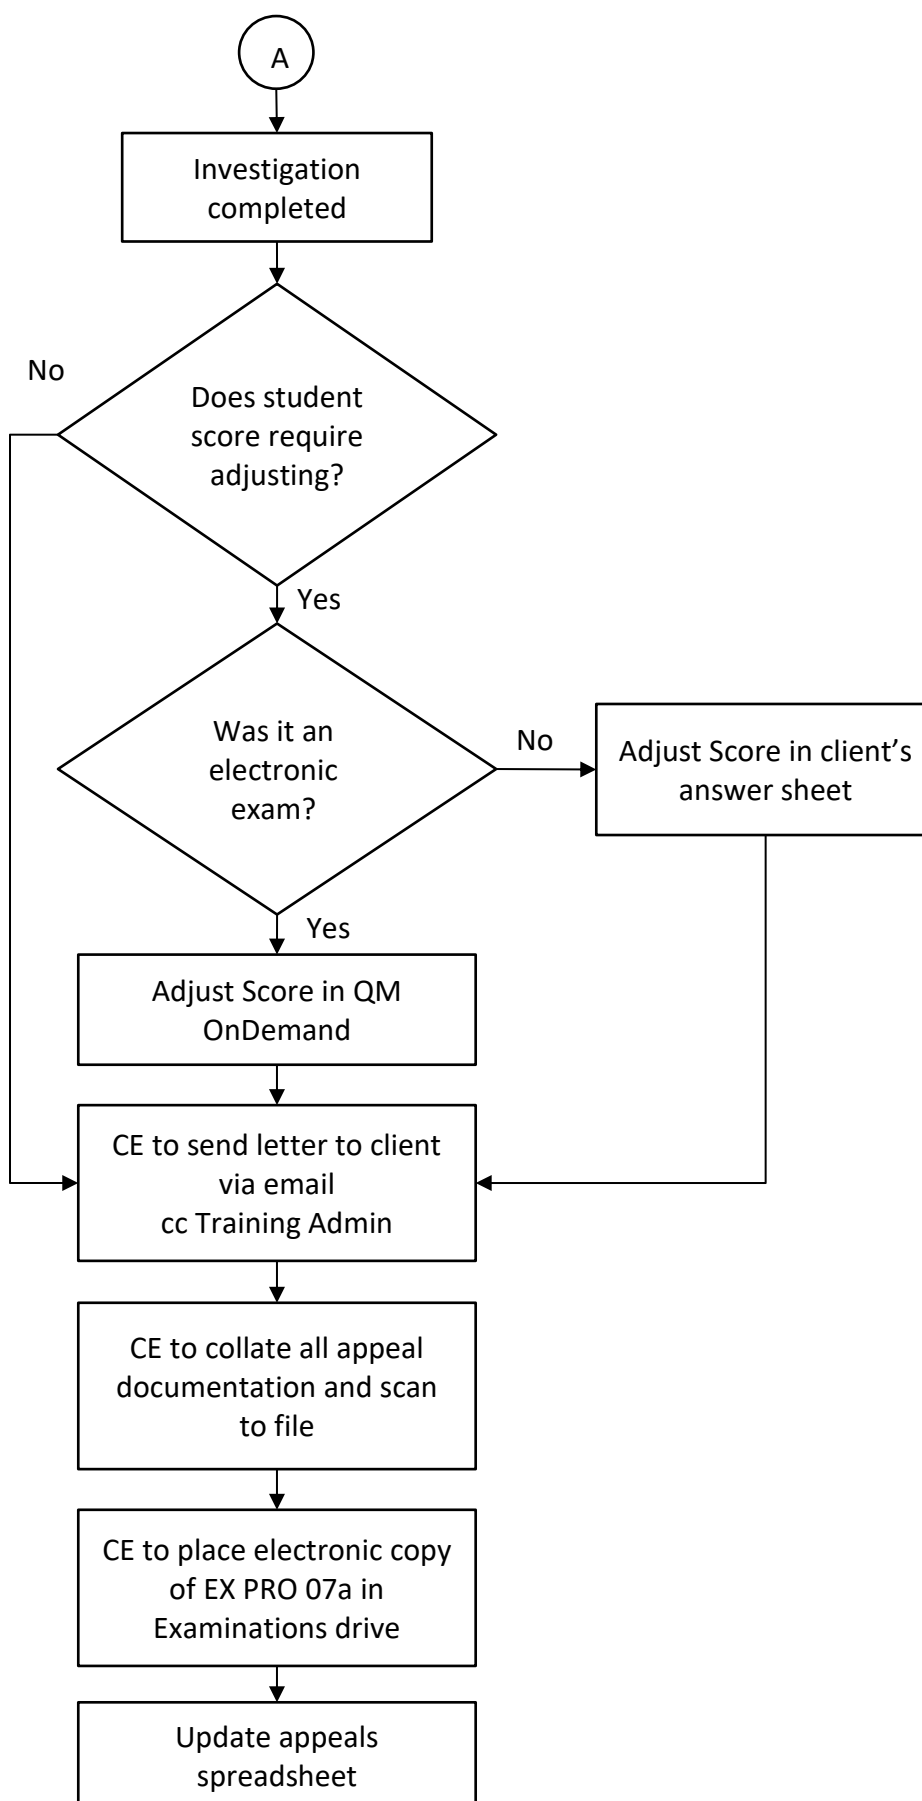 A
Investigation
completed
No
Does student
score require
adjusting?
Yes
Was it an
electronic
exam?
No
Adjust Score in client’s
answer sheet
Yes
Adjust Score in QM
OnDemand
CE to send letter to client
via email
cc Training Admin
CE to collate all appeal
documentation and scan
to file
CE to place electronic copy
of EX PRO 07a in
Examinations drive
Update appeals
spreadsheet